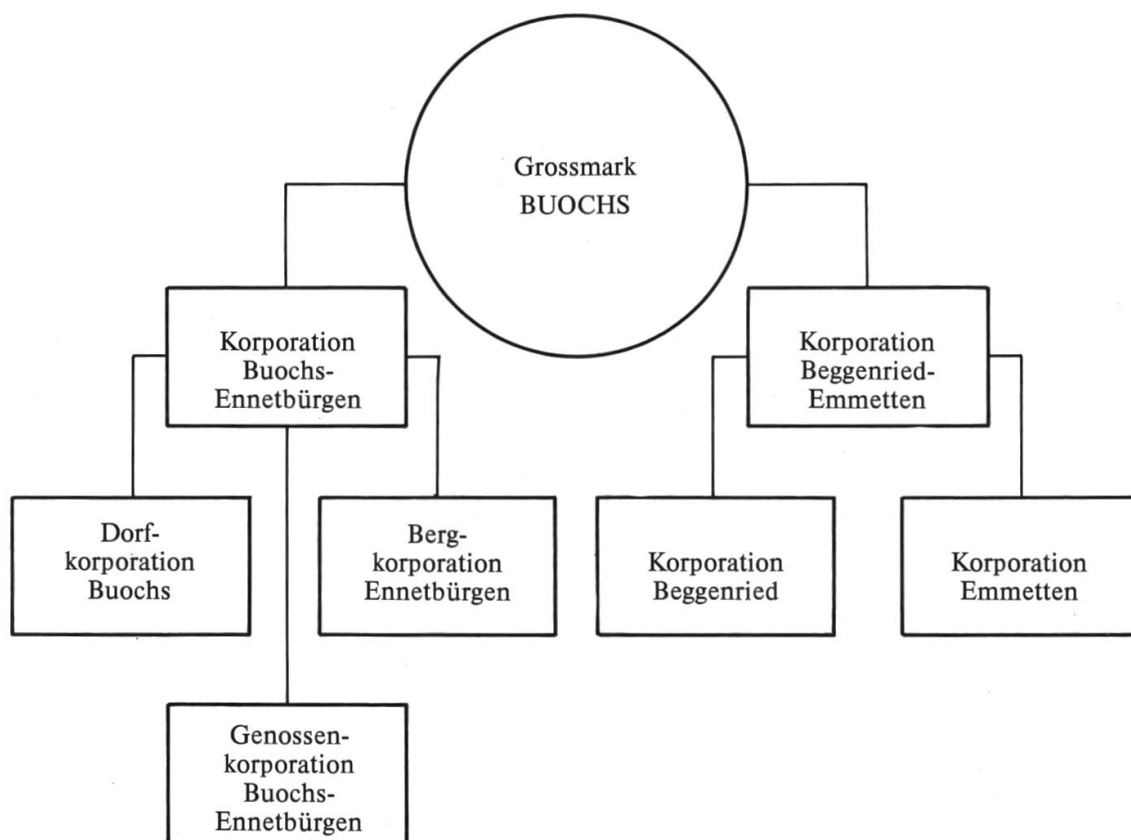 Grossmark
BUOCHS
Korporation
Buochs-
Ennetbürgen
Korporation
Beggenried-
Emmetten
Dorf-
korporation
Buochs
Berg-
korporation
Ennetbürgen
Korporation
Beggenried
Korporation
Emmetten
Genossen-
korporation
Buochs-
Ennetbürgen